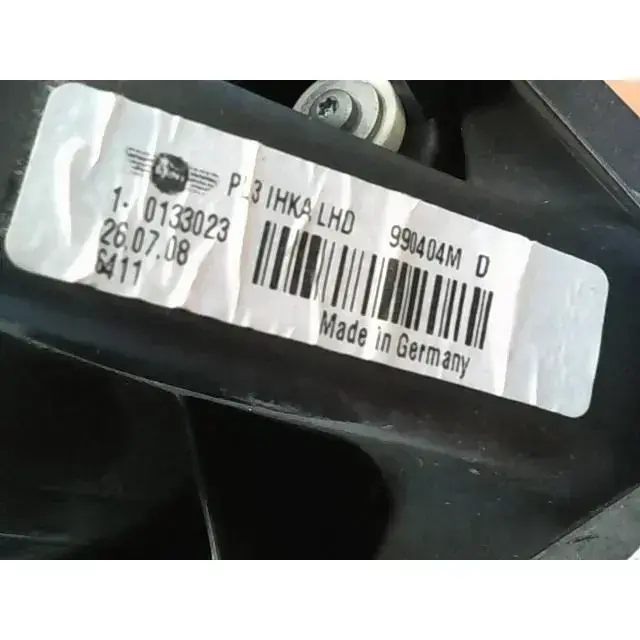 PL3 IHKA LHD 990404M D
1- 0133023
26.07.08
6411
Made in Germany